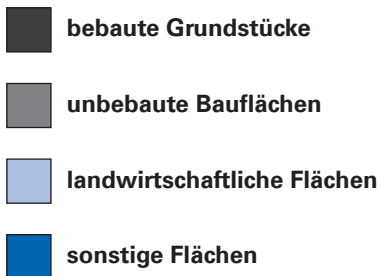 bebaute Grundstücke
unbebaute Bauflächen
landwirtschaftliche Flächen
sonstige Flächen